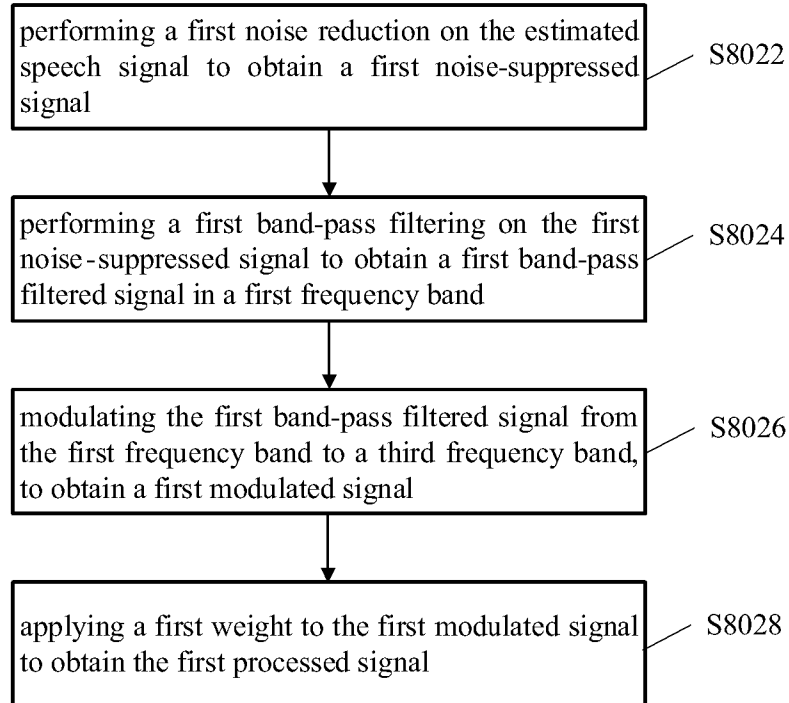 performing a first noise reduction on the estimated
speech signal to obtain a first noise-suppressed
signal
S8022
performing a first band-pass filtering on the first
noise-suppressed signal to obtain a first band-pass
filtered signal in a first frequency band
S8024
modulating the first band-pass filtered signal from
the first frequency band to a third frequency band,
to obtain a first modulated signal
S8026
applying a first weight to the first modulated signal
to obtain the first processed signal
S8028